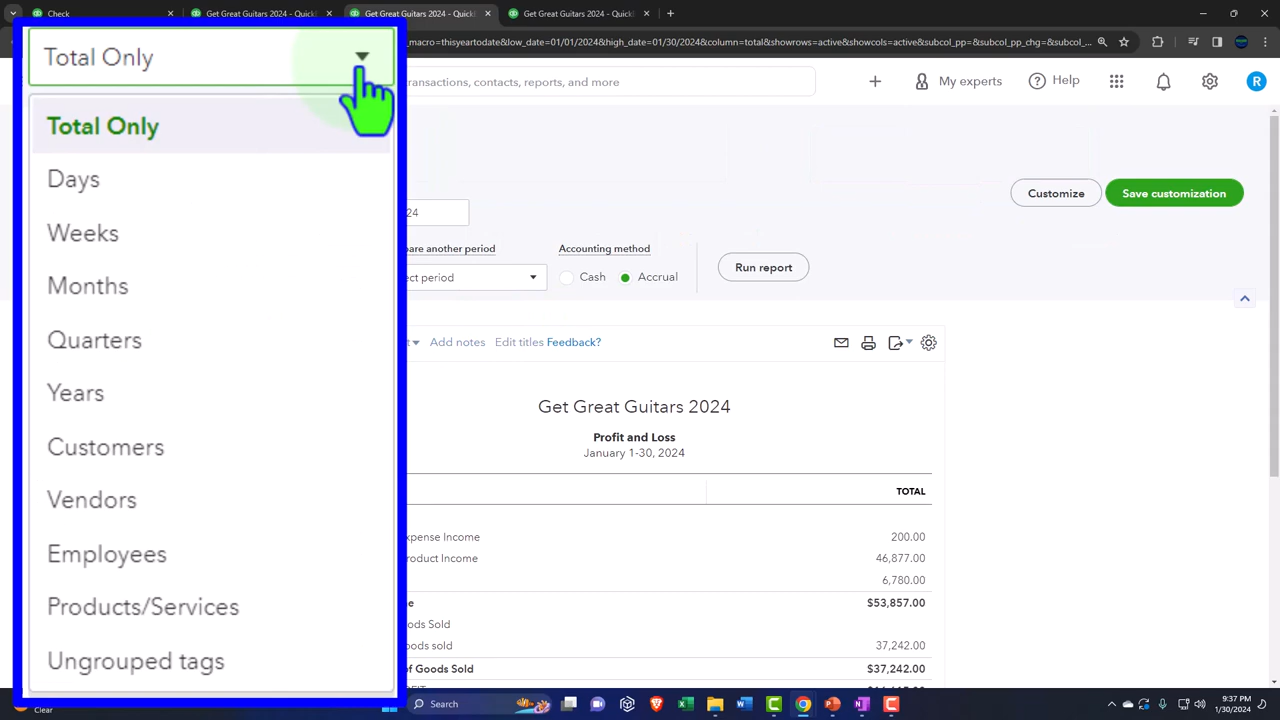 Check
Get Great Guitars 2024
Get Great Guitars 2024
Get Great Guitars 2024
_macro=thisyeartodate&low_date=01/01/2024&high_date=01/30/2024&column=total&showrows=active&showscols=active&subcol_pp=&subcol_pp_chg=&subcol_p
transactions, contacts, reports, and more
My experts
Help
R
Total Only
Total Only
Days
Weeks
Months
Quarters
Years
Customers
Vendors
Employees
Products/Services
Ungrouped tags
Customize
Save customization
24
pare another period
Accounting method
ct period
Cash
Accrual
Run report
t
Add notes
Edit titles
Feedback?
Get Great Guitars 2024
Profit and Loss
January 1-30, 2024
TOTAL
xpense Income 200.00
roduct Income 46,877.00
6,780.00
e $53,857.00
ods Sold
oods sold 37,242.00
of Goods Sold $37,242.00
Clear
Search
9:37 PM
1/30/2024